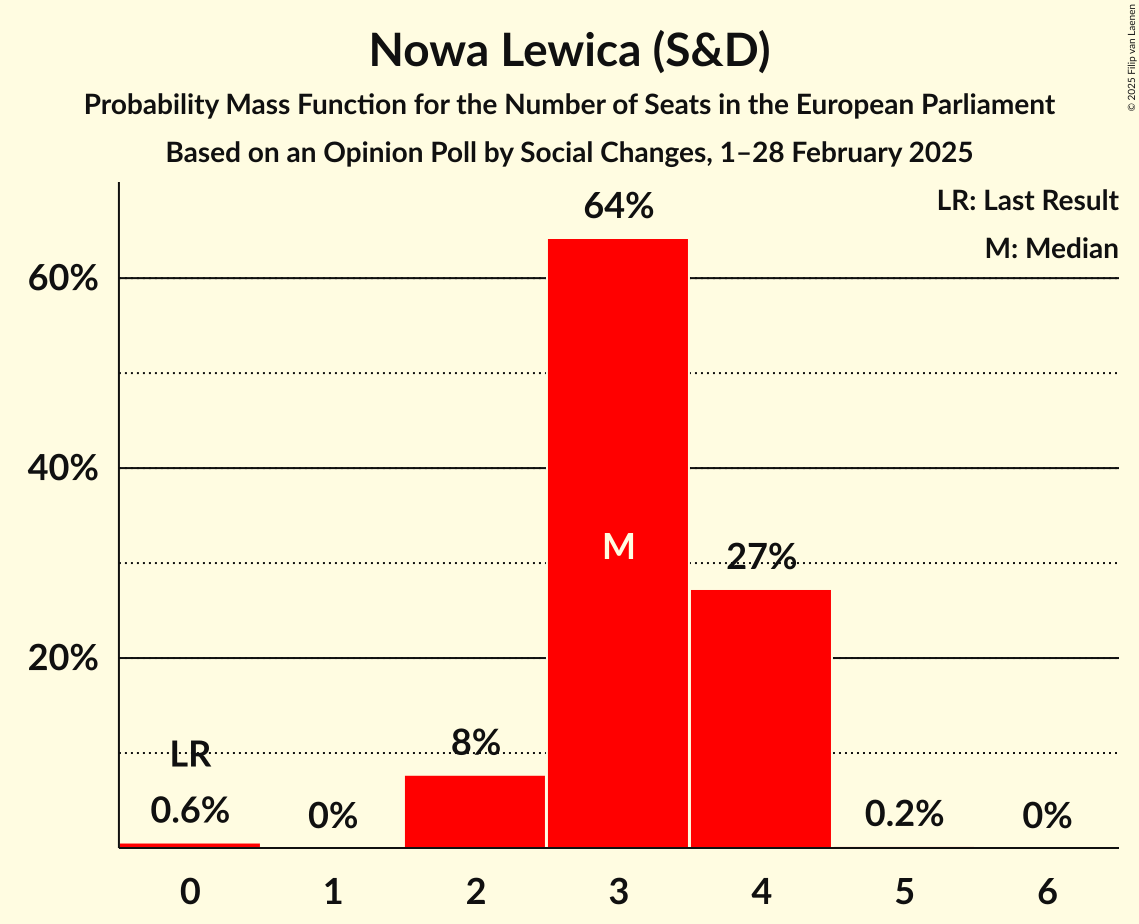 Nowa Lewica (S&D)
Probability Mass Function for the Number of Seats in the European Parliament
Based on an Opinion Poll by Social Changes, 1–28 February 2025
© 2025 Filip van Laenen
LR: Last Result
M: Median
64%
60%
40%
M
27%
20%
LR
8%
0.6%
0%
0.2%
0%
0 1 2 3 4 5 6